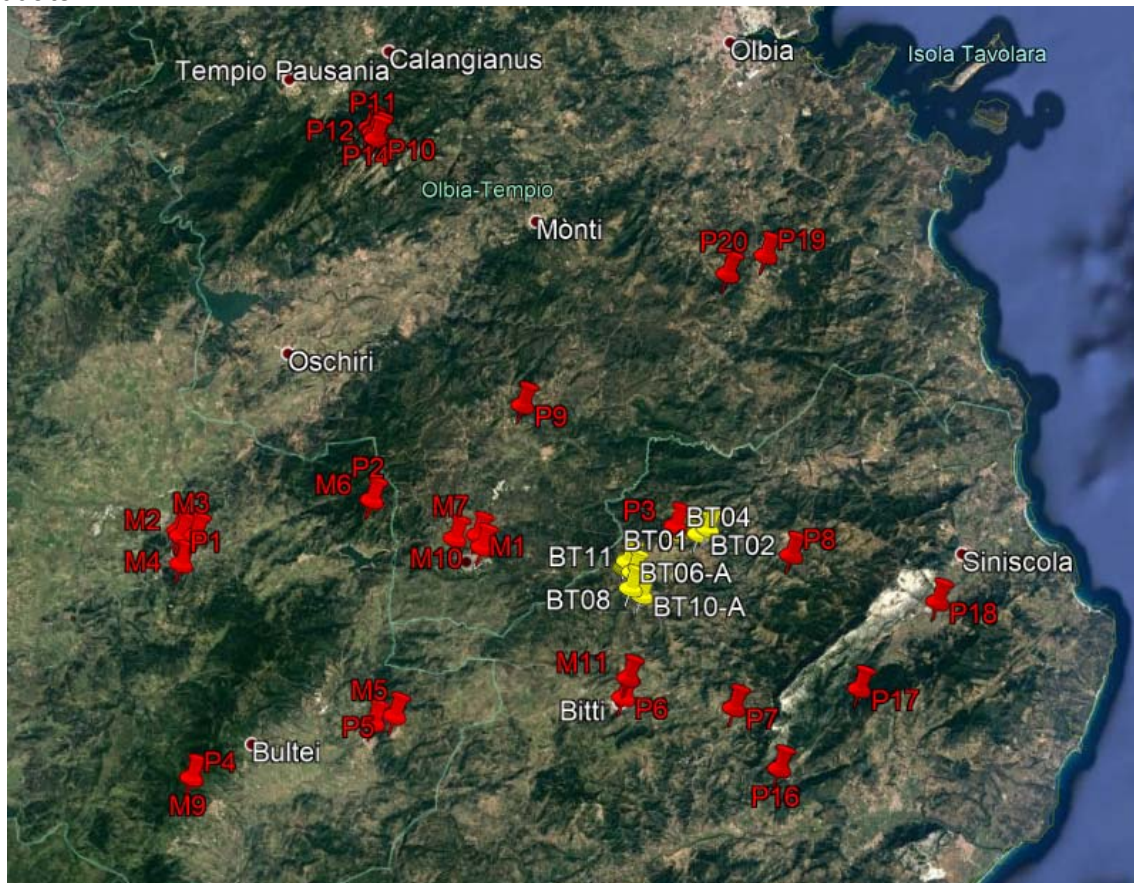 Calangianus
Olbia
Isola Tavolara
Tempio Pausania
P11
P12
P14
P10
Olbia-Tempio
Mònti
P20
P19
Oschiri
P9
P2
M6
M3
M2
P1
M4
M7
M1
M10
P3
BT04
BT01
BT02
P8
BT11
BT06-A
Siniscola
BT08
BT10-A
P18
M11
P17
M5
Bitti
P6
P7
P5
Bultei
P4
P16
M9